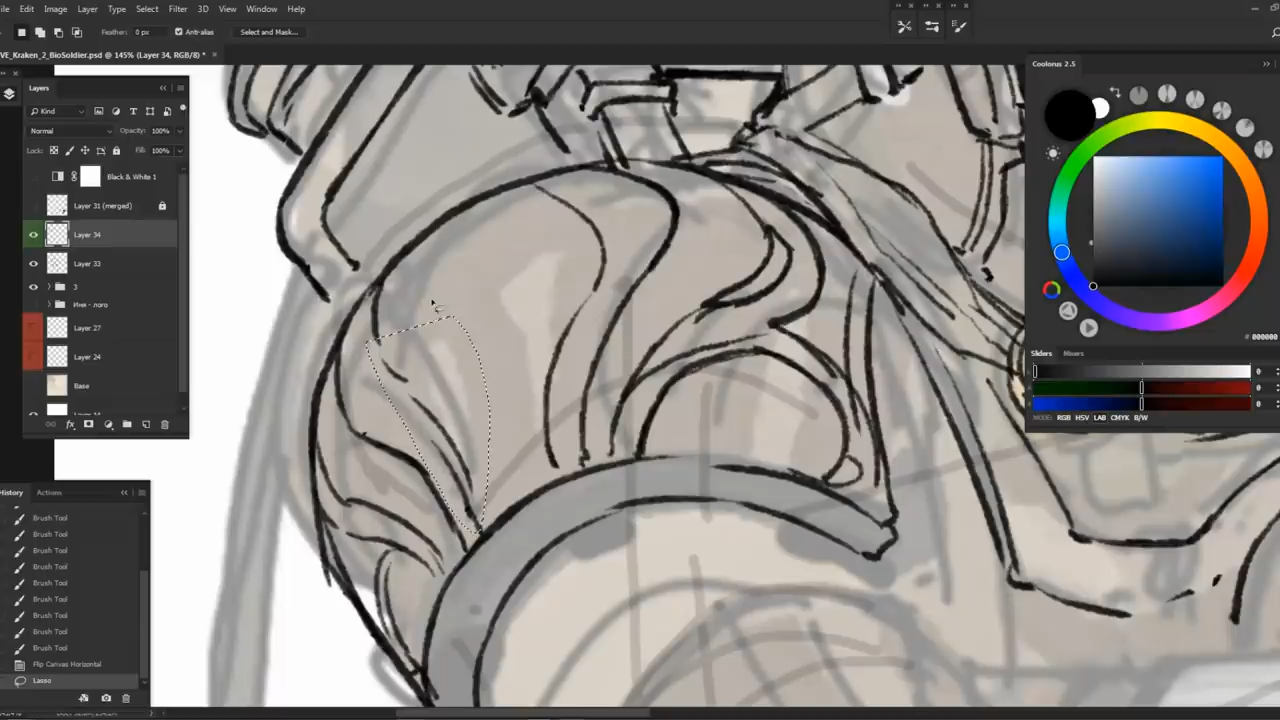 File Edit Image Layer Type Select Filter 3D View Window Help
Feather: 0 px Anti-alias Select and Mask...
VE_Kraken_2_BioSoldier.psd @ 145% (Layer 34, RGB/8) *
Layers
Kind
Normal Opacity: 100%
Lock: Fill: 100%
Black & White 1
Layer 31 (merged)
Layer 34
Layer 33
3
Имя - лого
Layer 27
Layer 24
Base
History Actions
Brush Tool
Brush Tool
Brush Tool
Brush Tool
Brush Tool
Brush Tool
Brush Tool
Brush Tool
Brush Tool
Flip Canvas Horizontal
Lasso
Coolorus 2.5
000000
Sliders Mixers
0
0
0
MODE: RGB HSV LAB CMYK B/W